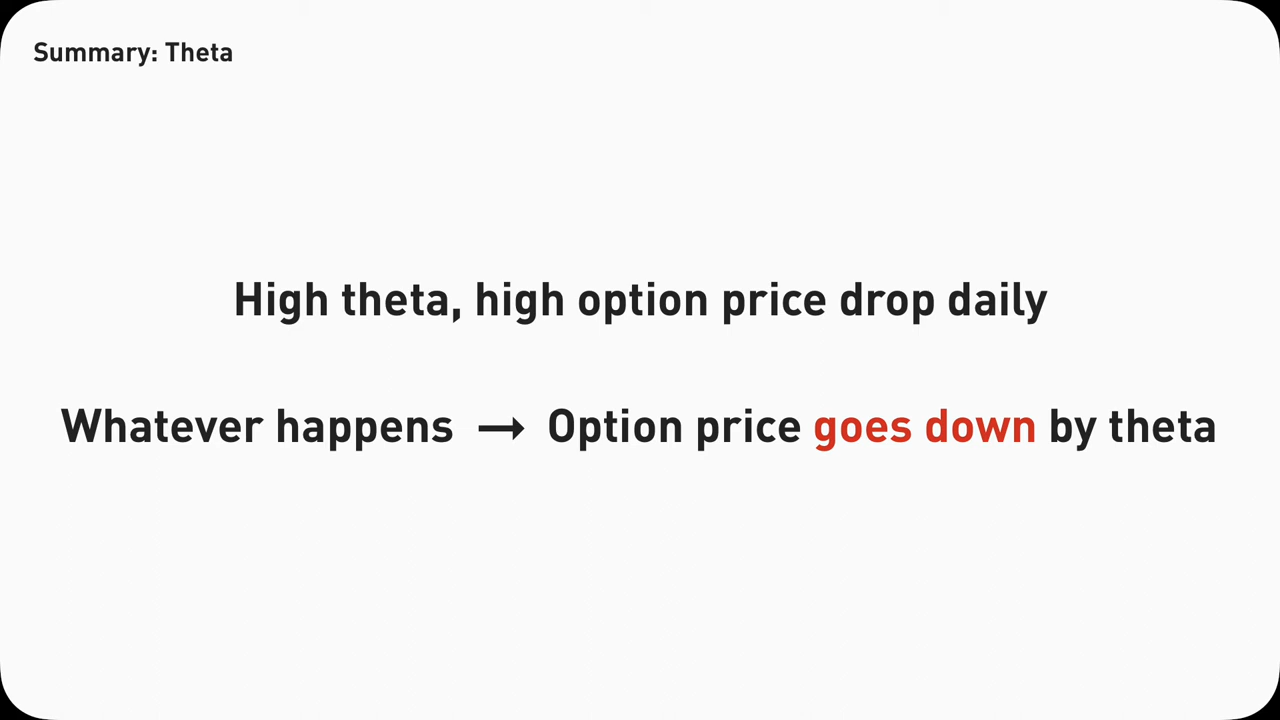 Summary: Theta
High theta, high option price drop daily
Whatever happens → Option price goes down by theta